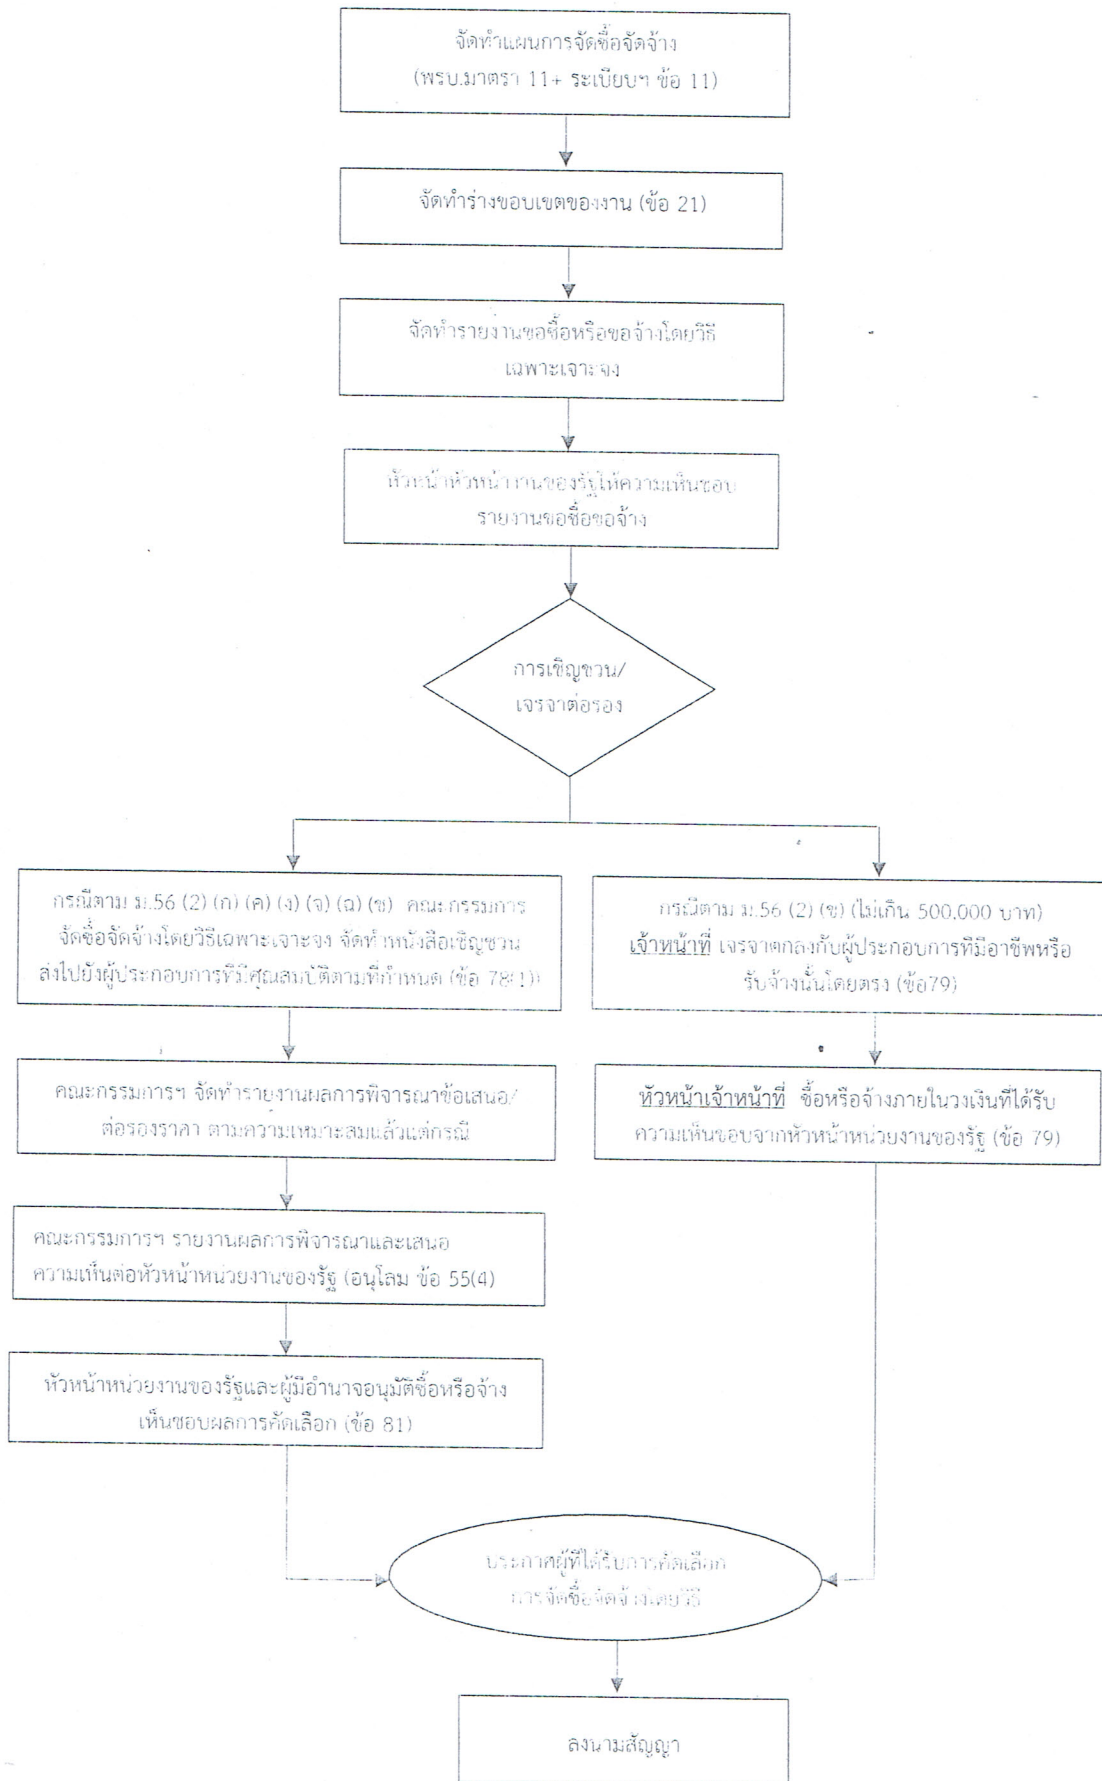 จัดทำแผนการจัดซื้อจัดจ้าง
(พรบ.มาตรา 11+ ระเบียบฯ ข้อ 11)
จัดทำร่างขอบเขตของงาน (ข้อ 21)
จัดทำรายงานขอซื้อหรือขอจ้างโดยวิธี
เฉพาะเจาะจง
หัวหน้าหัวหน้างานของรัฐให้ความเห็นชอบ
รายงานขอซื้อขอจ้าง
การเชิญชวน/
เจรจาต่อรอง
กรณีตาม ม.56 (2) (ก) (ค) (ง) (จ) (ฉ) (ช) คณะกรรมการ
จัดซื้อจัดจ้างโดยวิธีเฉพาะเจาะจง จัดทำหนังสือเชิญชวน
ส่งไปยังผู้ประกอบการที่มีคุณสมบัติตามที่กำหนด (ข้อ 78(1))
กรณีตาม ม.56 (2) (ข) (ไม่เกิน 500,000 บาท)
เจ้าหน้าที่ เจรจาตกลงกับผู้ประกอบการที่มีอาชีพหรือ
รับจ้างนั้นโดยตรง (ข้อ79)
คณะกรรมการฯ จัดทำรายงานผลการพิจารณาข้อเสนอ/
ต่อรองราคา ตามความเหมาะสมแล้วแต่กรณี
หัวหน้าเจ้าหน้าที่ ซื้อหรือจ้างภายในวงเงินที่ได้รับ
ความเห็นชอบจากหัวหน้าหน่วยงานของรัฐ (ข้อ 79)
คณะกรรมการฯ รายงานผลการพิจารณาและเสนอ
ความเห็นต่อหัวหน้าหน่วยงานของรัฐ (อนุโลม ข้อ 55(4)
หัวหน้าหน่วยงานของรัฐและผู้มีอำนาจอนุมัติซื้อหรือจ้าง
เห็นชอบผลการคัดเลือก (ข้อ 81)
ประกาศผู้ที่ได้รับการคัดเลือก
การจัดซื้อจัดจ้างโดยวิธี
ลงนามสัญญา